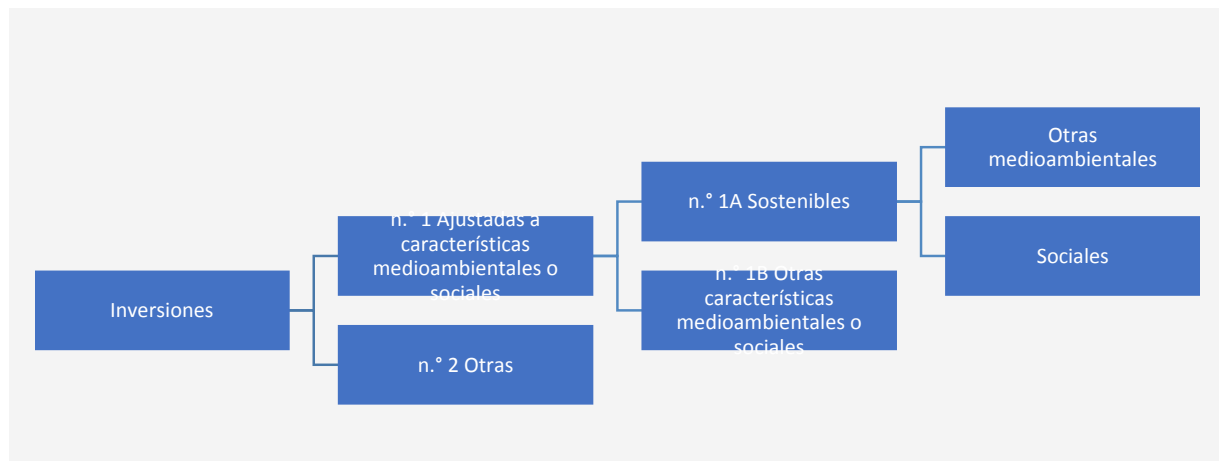 Inversiones
n.° 1 Ajustadas a
características
medioambientales o
sociales
n.° 2 Otras
n.° 1A Sostenibles
n.° 1B Otras
características
medioambientales o
sociales
Otras
medioambientales
Sociales